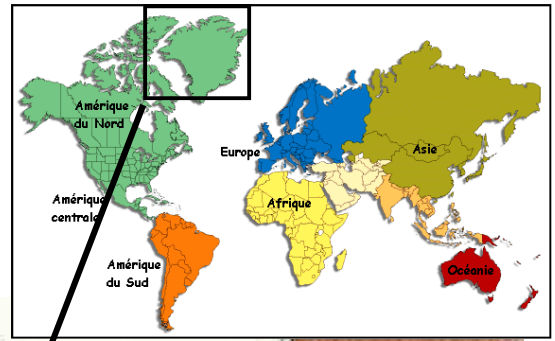 Amérique
du Nord
Europe
Asie
Amérique
centrale
Afrique
Amérique
du Sud
Océanie